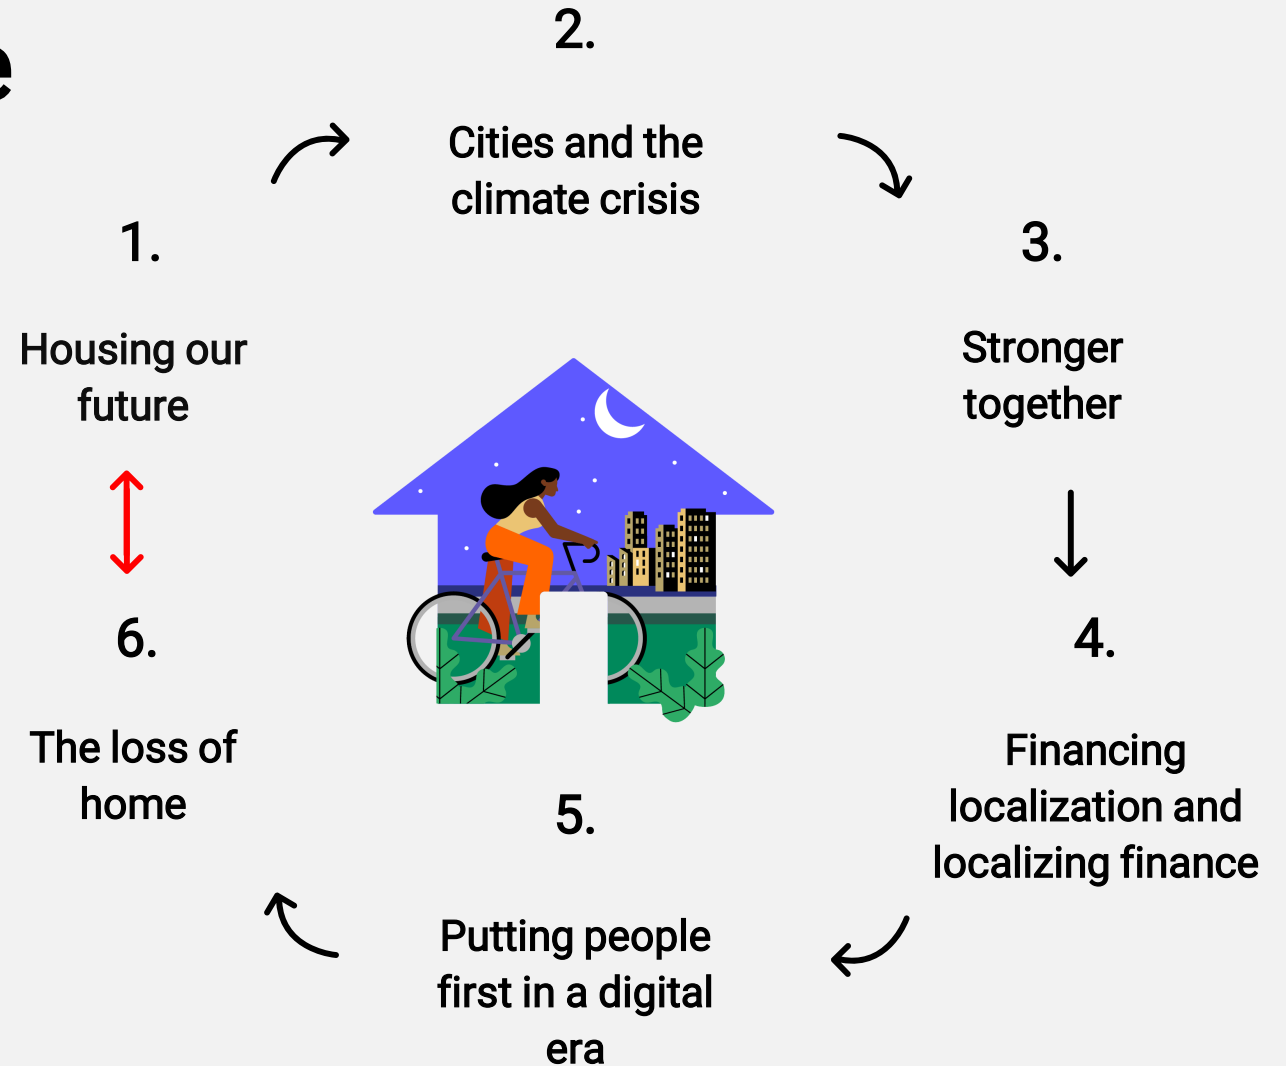 e
2.
Cities and the
climate crisis
1.
Housing our
future
3.
Stronger
together
6.
The loss of
home
4.
Financing
localization and
localizing finance
5.
Putting people
first in a digital
era